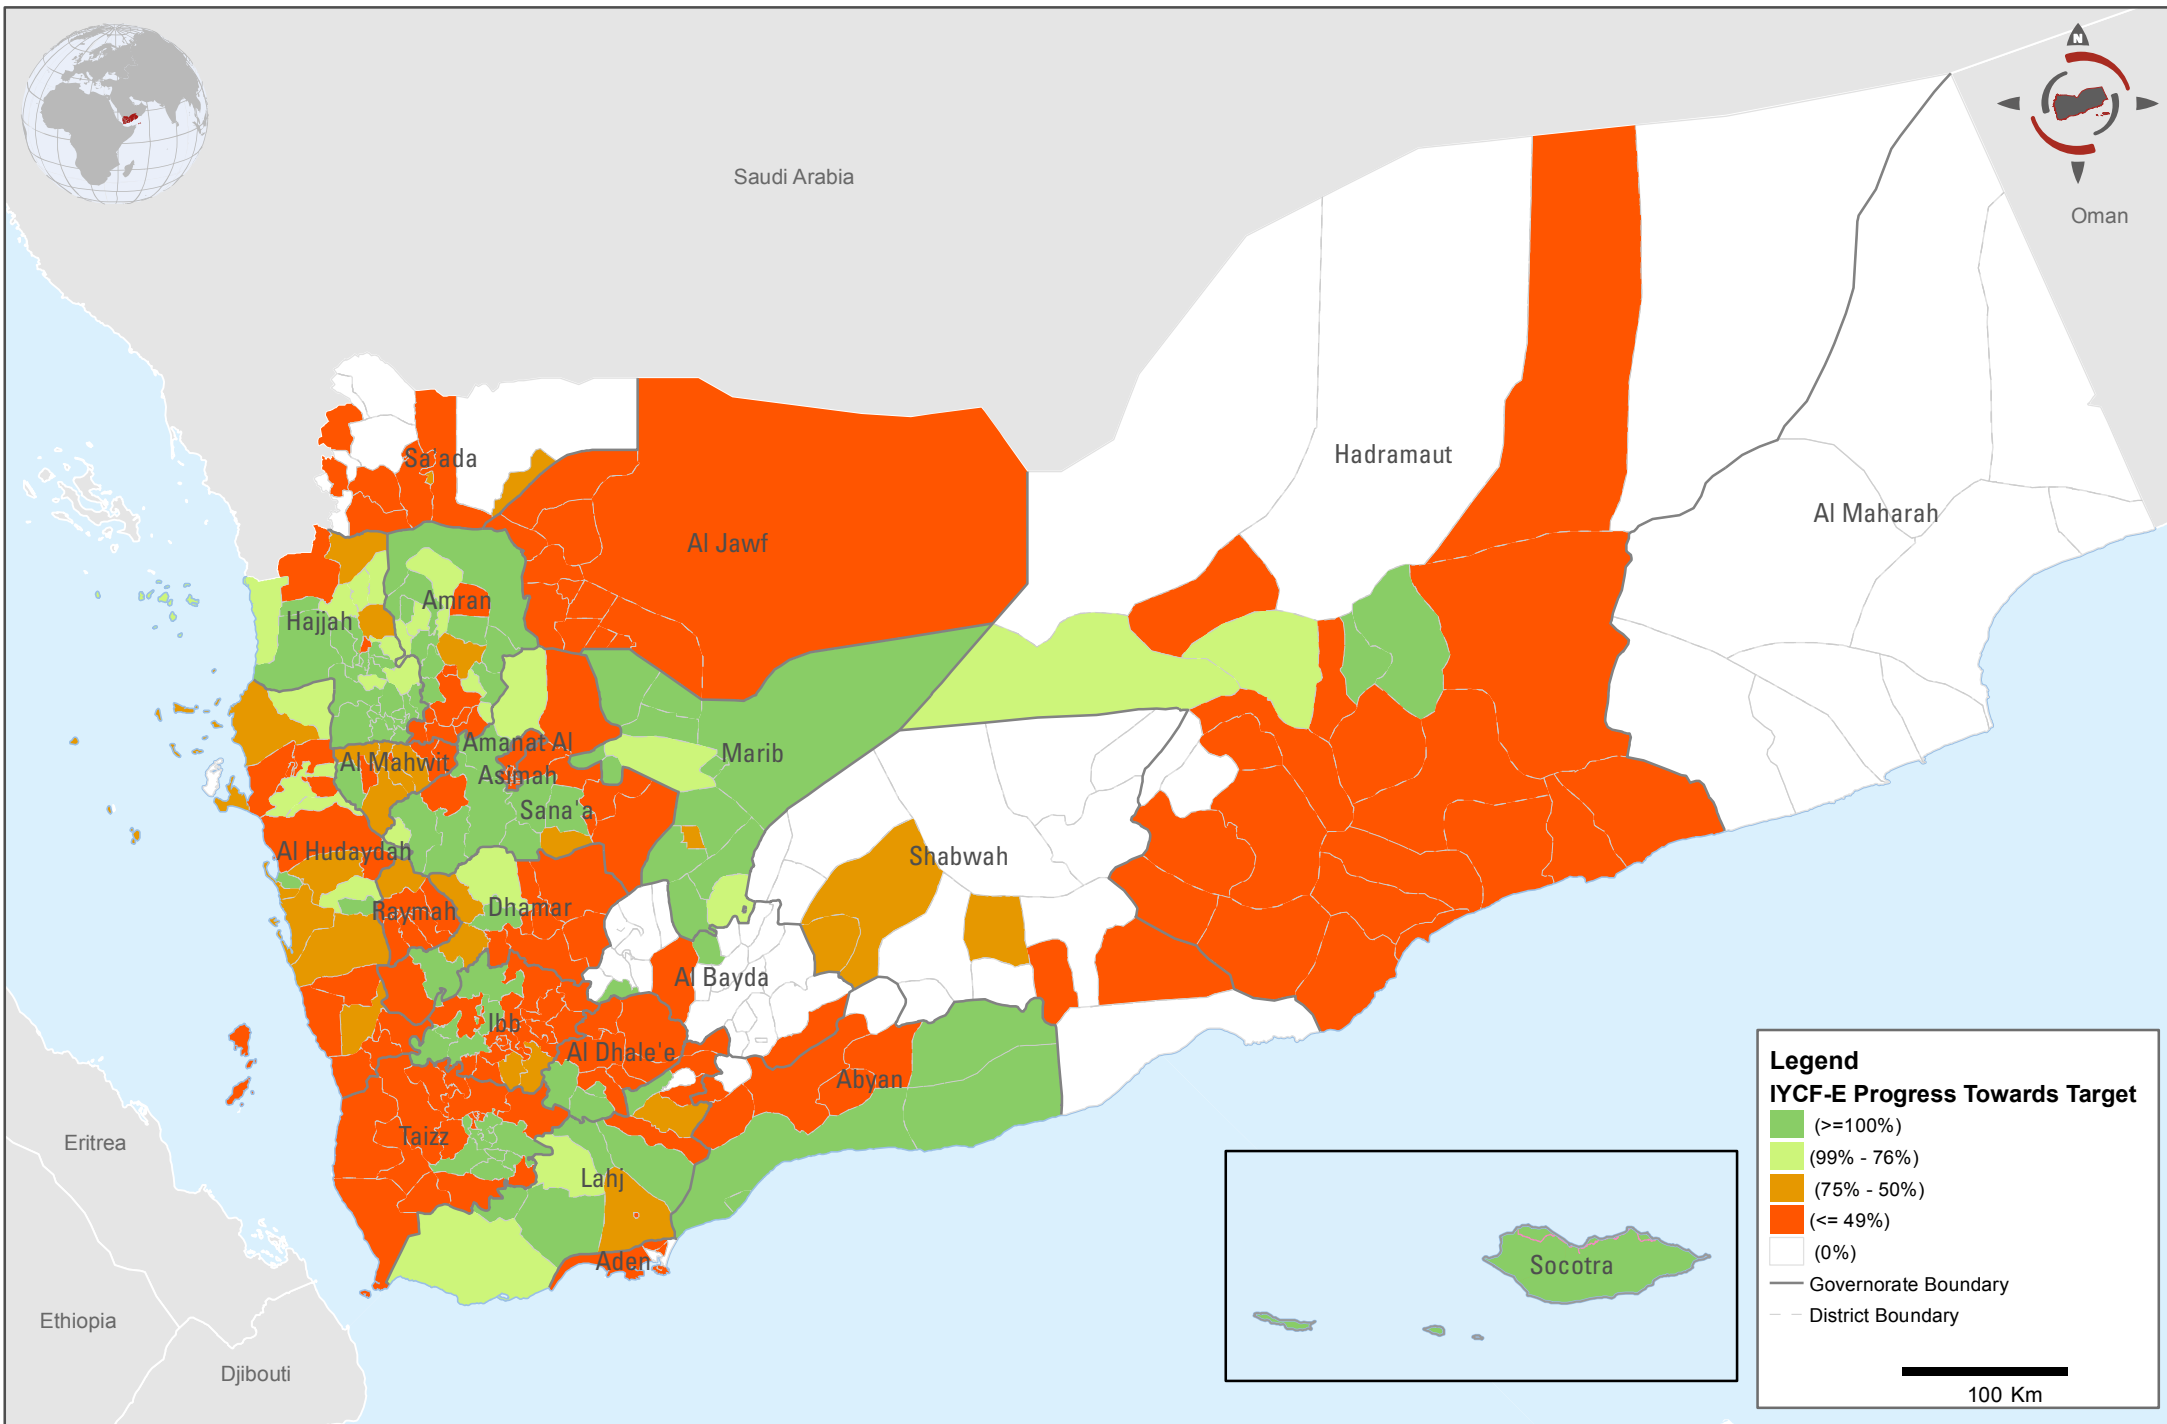 N
Saudi Arabia
Oman
Hadramaut
Sa'ada
Al Maharah
Al Jawf
Amran
Hajjah
Amanat Al
Asimah
Marib
Al Mahwit
Sana'a
Al Hudaydah
Shabwah
Raymah
Dhamar
Al Bayda
Ibb
Al Dhale'e
Abyan
Taizz
Lahj
Aden
Eritrea
Ethiopia
Djibouti
Socotra
Legend
IYCF-E Progress Towards Target
(>=100%)
(99% - 76%)
(75% - 50%)
(<= 49%)
(0%)
Governorate Boundary
District Boundary
100 Km